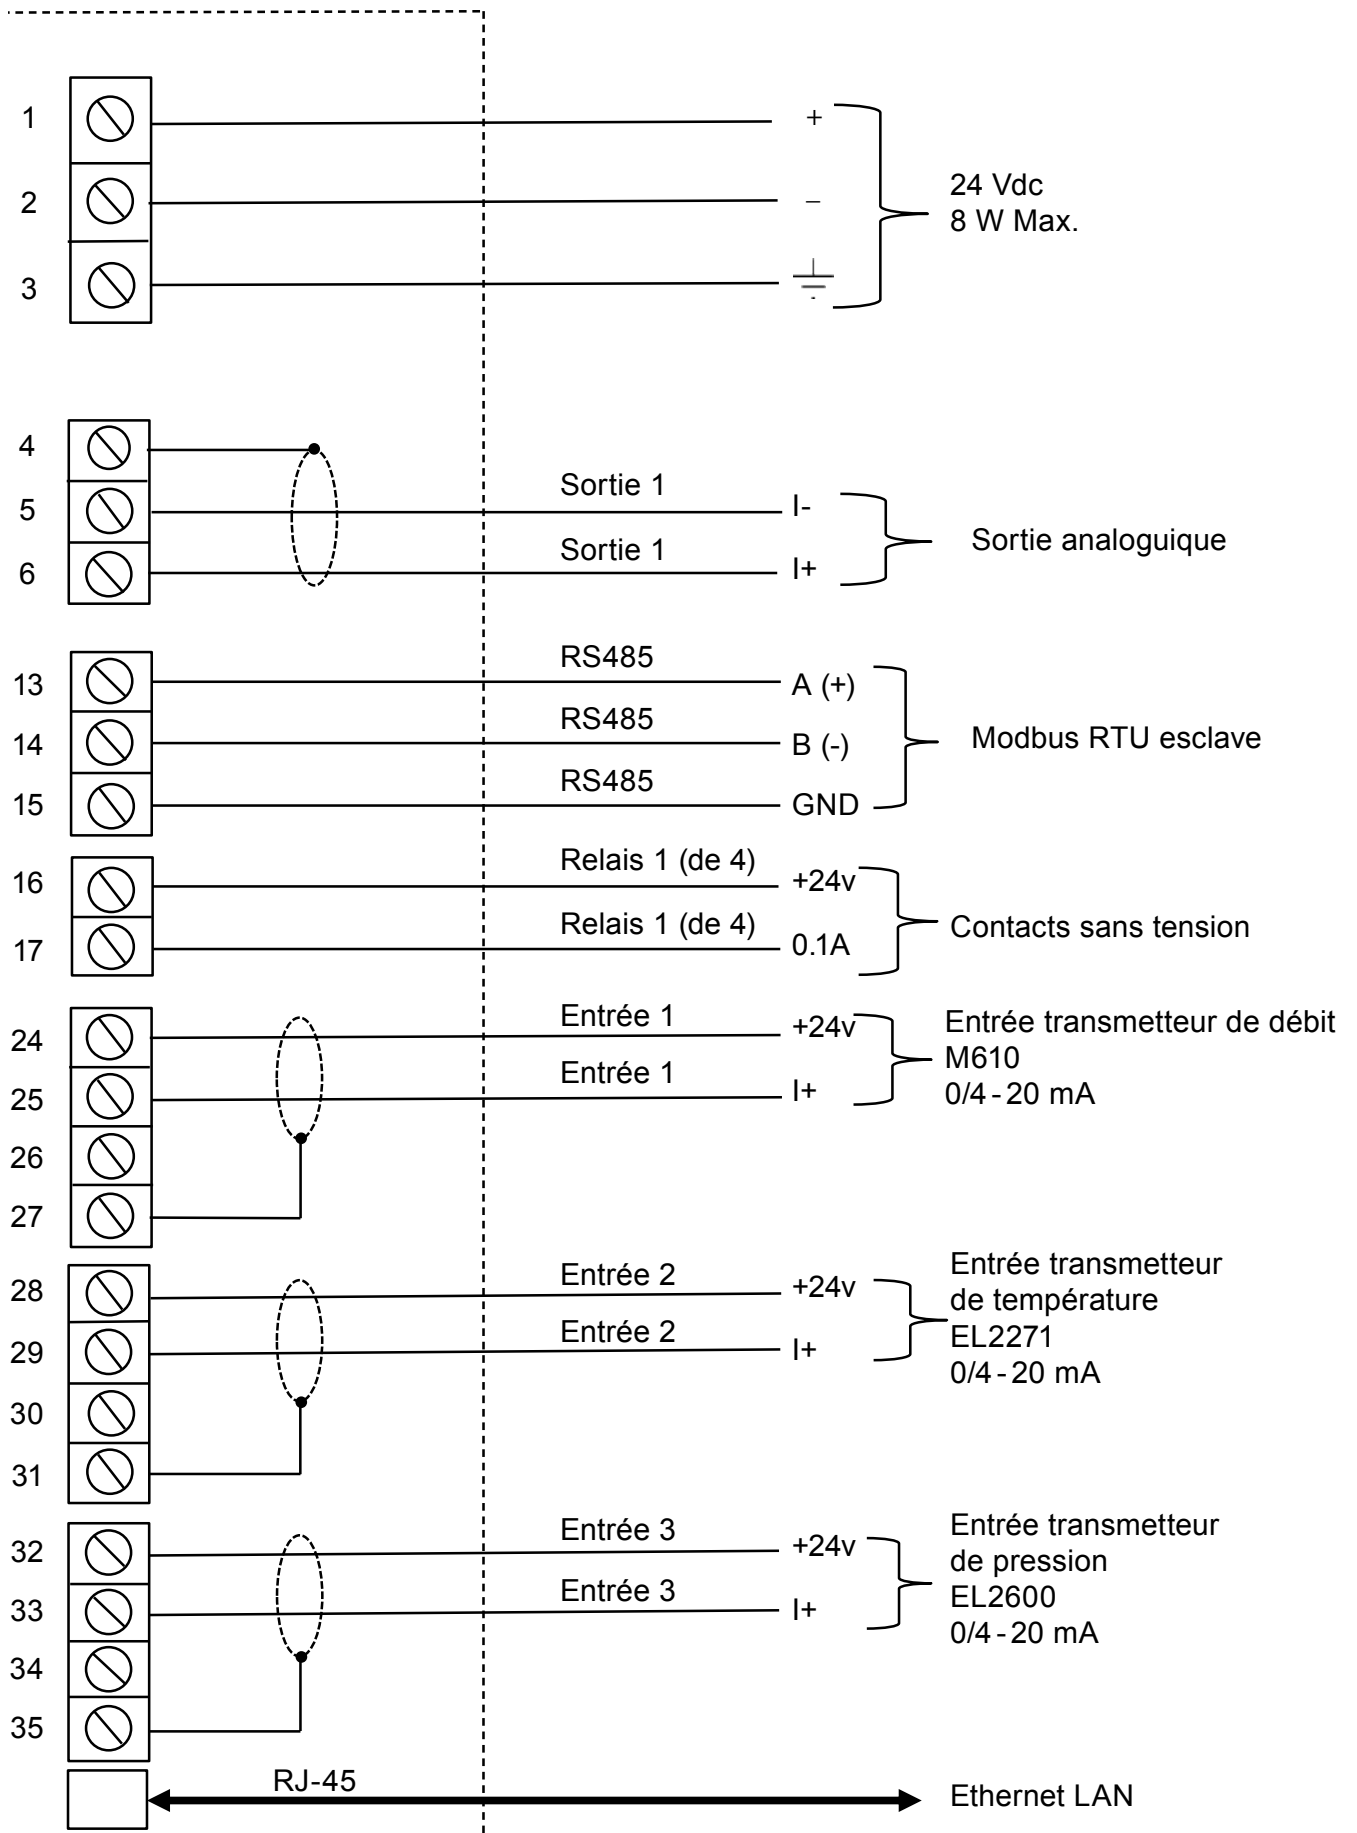 1
+
2
–
3
24 Vdc
8 W Max.
4
5
Sortie 1
I-
6
Sortie 1
I+
Sortie analoguique
13
RS485
A (+)
14
RS485
B (-)
15
RS485
GND
Modbus RTU esclave
16
Relais 1 (de 4)
+24v
17
Relais 1 (de 4)
0.1A
Contacts sans tension
24
Entrée 1
+24v
25
Entrée 1
I+
26
27
Entrée transmetteur de débit
M610
0/4-20 mA
28
Entrée 2
+24v
29
Entrée 2
I+
30
31
Entrée transmetteur
de température
EL2271
0/4-20 mA
32
Entrée 3
+24v
33
Entrée 3
I+
34
35
Entrée transmetteur
de pression
EL2600
0/4-20 mA
RJ-45
Ethernet LAN